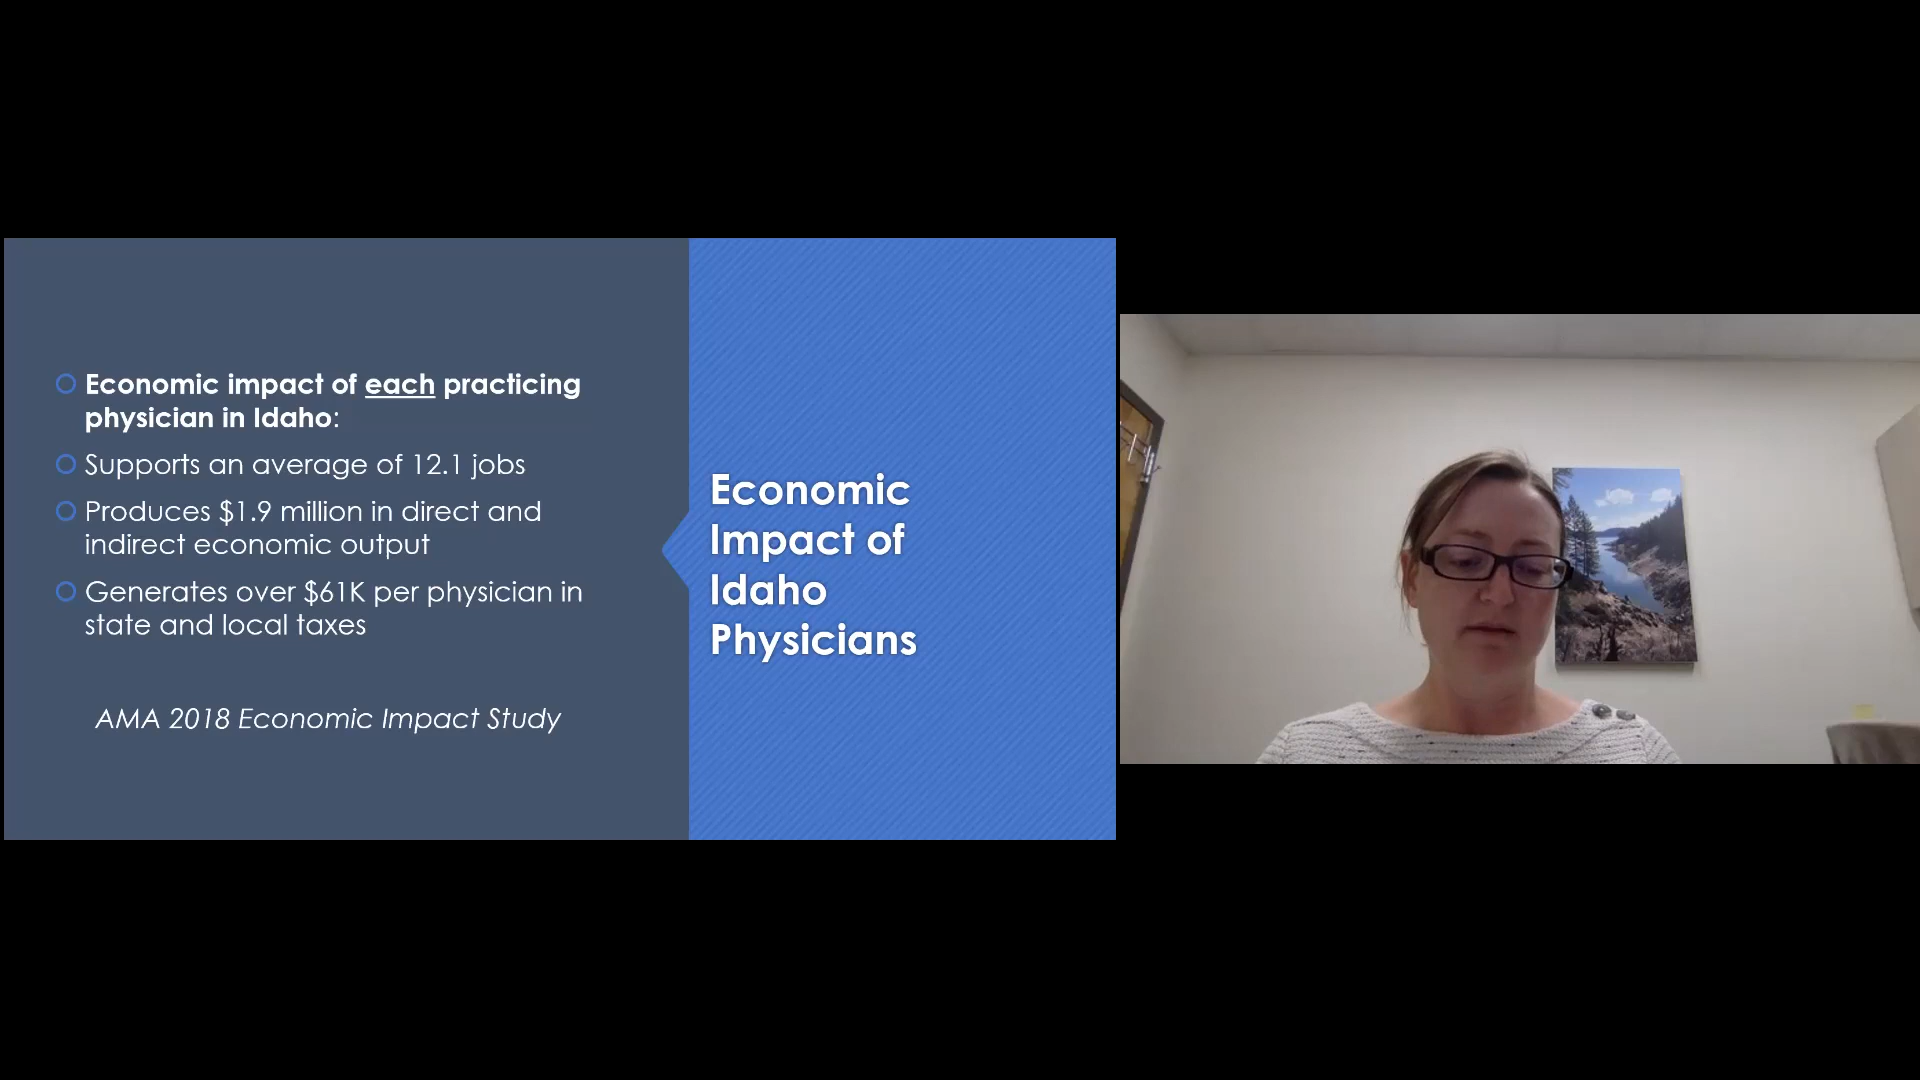 Economic impact of each practicing
physician in Idaho:
Supports an average of 12.1 jobs
Produces $1.9 million in direct and
indirect economic output
Generates over $61K per physician in
state and local taxes
AMA 2018 Economic Impact Study
Economic
Impact of
Idaho
Physicians